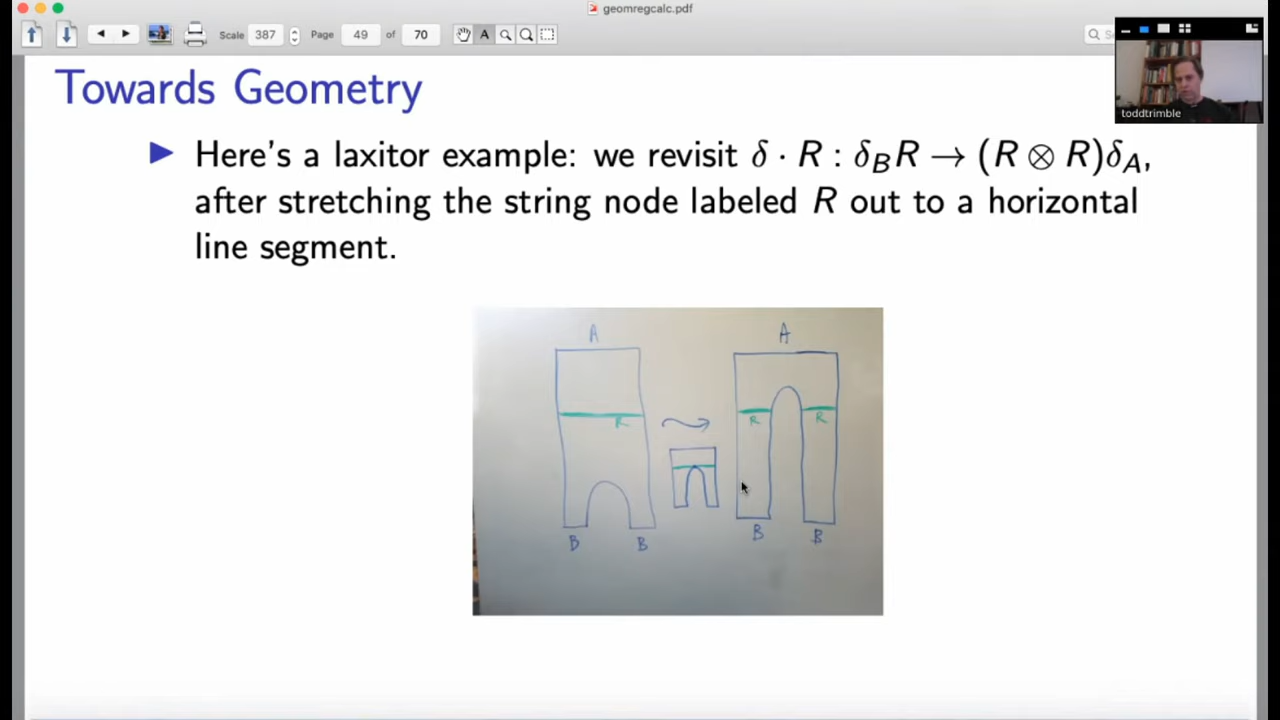 geomregcalc.pdf
Scale 387 Page 49 of 70
toddtrimble
Towards Geometry
Here's a laxitor example: we revisit δ · R : δ_B R → (R ⊗ R)δ_A,
after stretching the string node labeled R out to a horizontal
line segment.
A A
R R R
B B B B